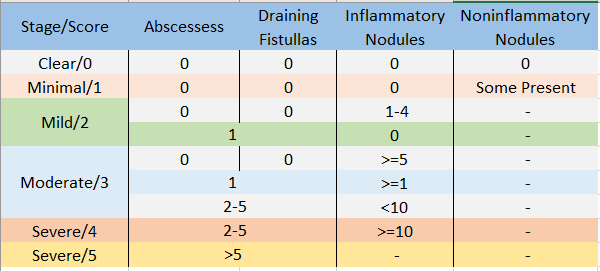 Stage/Score Abscessess Draining Fistullas Inflammatory Nodules Noninflammatory Nodules
Clear/0 0 0 0 0
Minimal/1 0 0 0 Some Present
Mild/2 0 0 1-4 -
1 0 -
Moderate/3 0 0 >=5 -
1 >=1 -
2-5 <10 -
Severe/4 2-5 >=10 -
Severe/5 >5 - -